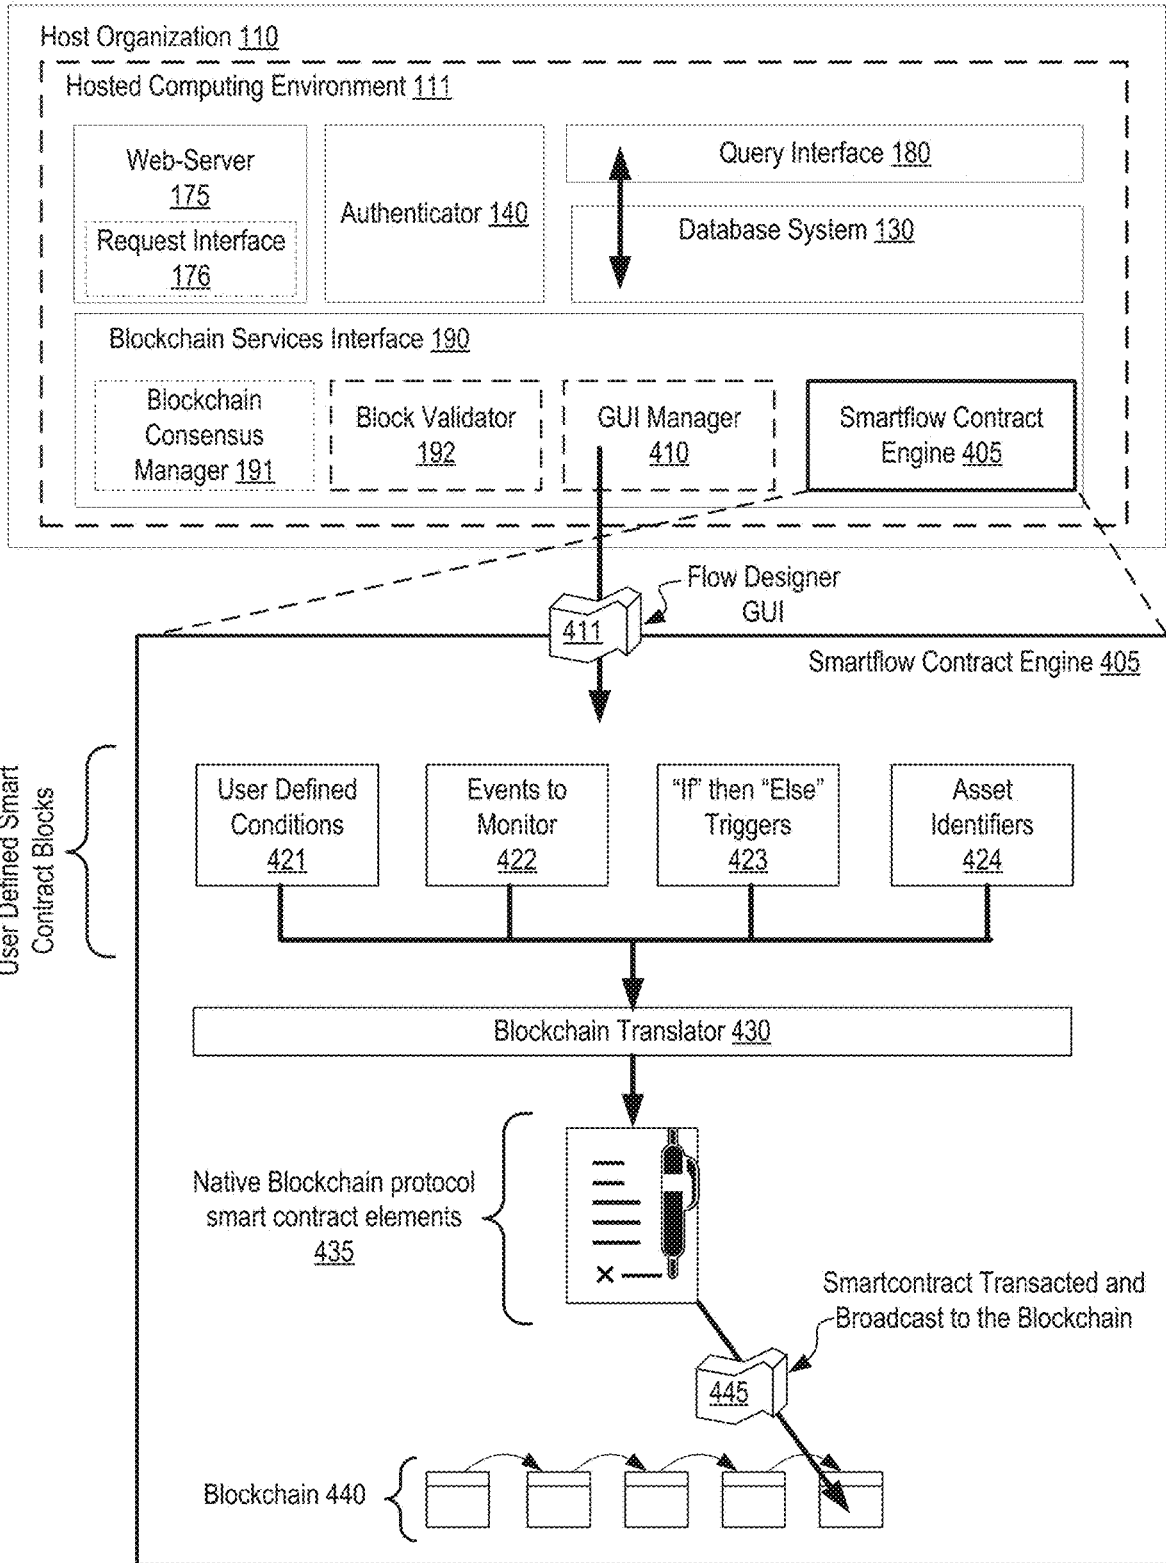 Host Organization 110
Hosted Computing Environment 111
Web-Server
175
Request Interface
176
Authenticator 140
Query Interface 180
Database System 130
Blockchain Services Interface 190
Blockchain
Consensus
Manager 191
Block Validator
192
GUI Manager
410
Smartflow Contract
Engine 405
Flow Designer
GUI
411
Smartflow Contract Engine 405
User Defined Smart
Contract Blocks
User Defined
Conditions
421
Events to
Monitor
422
“If” then “Else”
Triggers
423
Asset
Identifiers
424
Blockchain Translator 430
Native Blockchain protocol
smart contract elements
435
Smartcontract Transacted and
Broadcast to the Blockchain
445
Blockchain 440